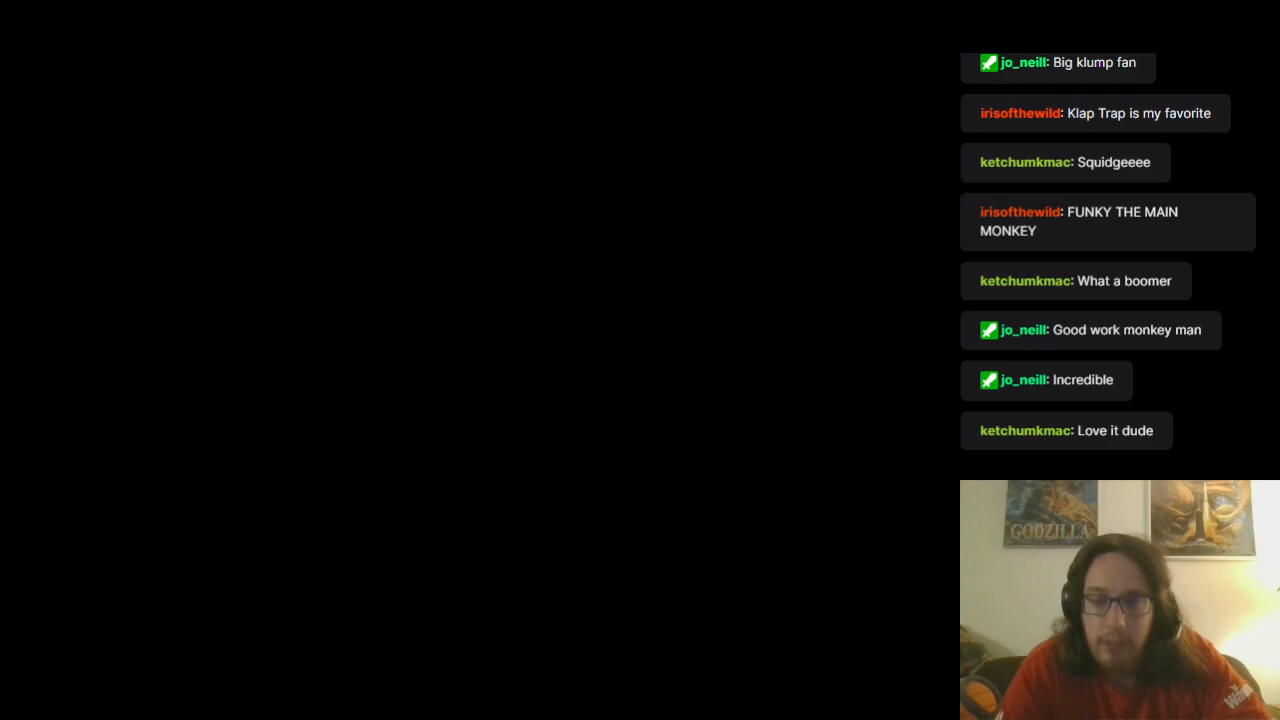 jo_neill: Big klump fan
irisofthewild: Klap Trap is my favorite
ketchumkmac: Squidgeeee
irisofthewild: FUNKY THE MAIN
MONKEY
ketchumkmac: What a boomer
jo_neill: Good work monkey man
jo_neill: Incredible
ketchumkmac: Love it dude
GODZILLA